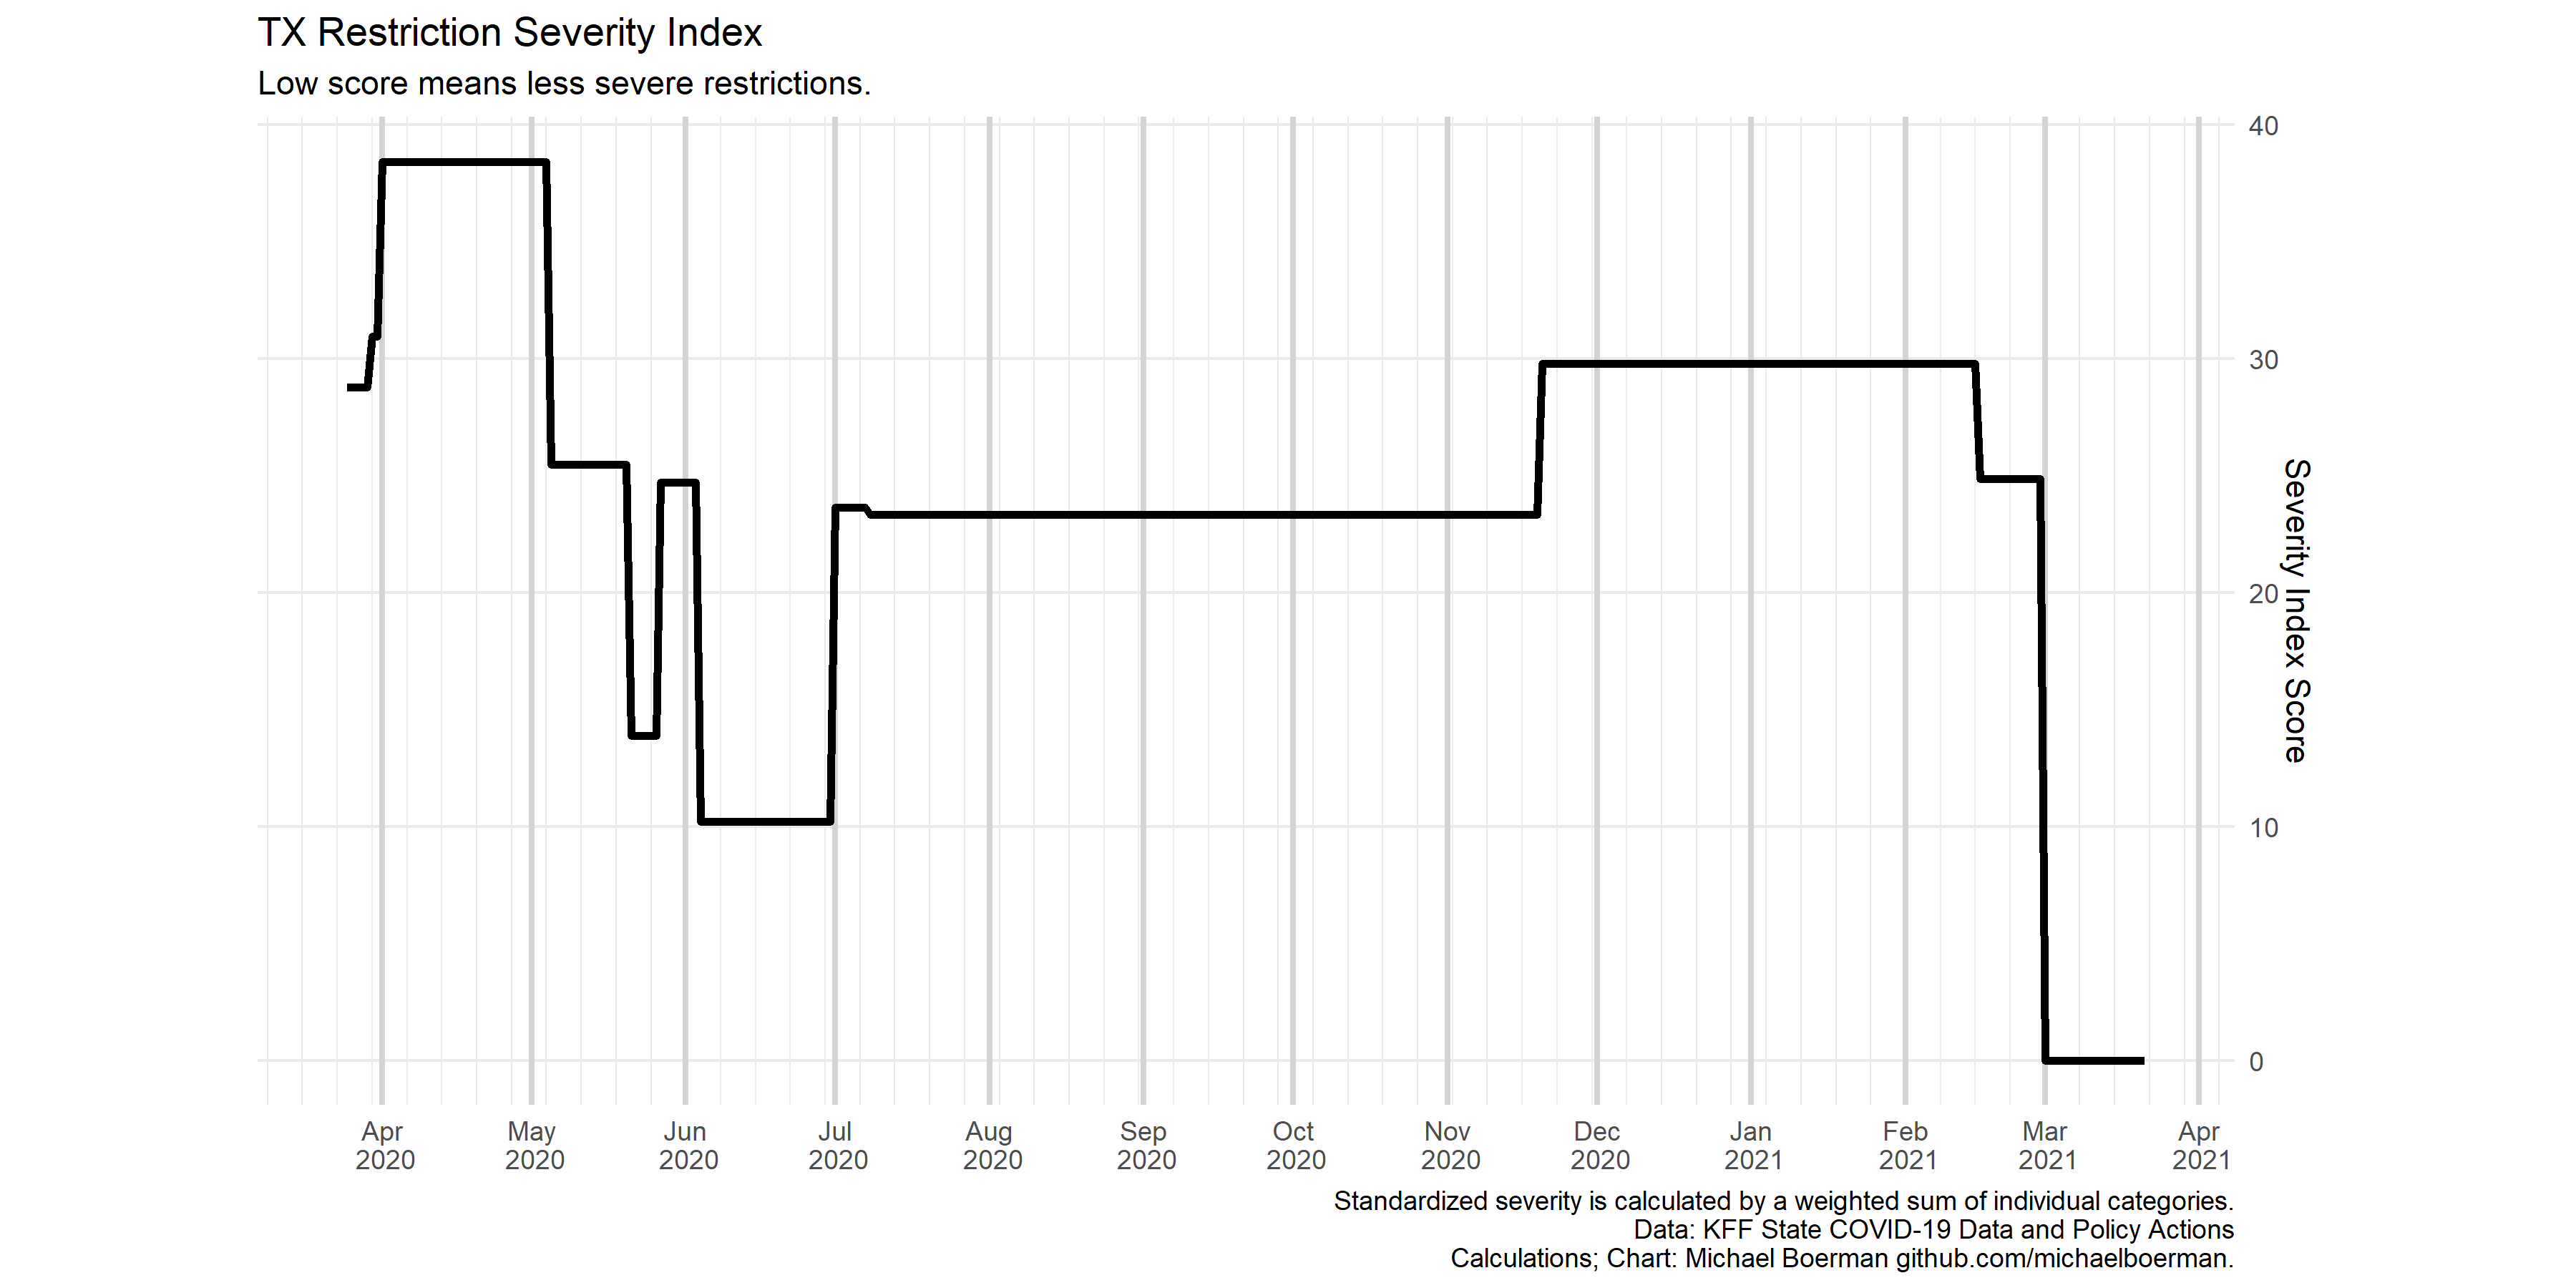 TX Restriction Severity Index
Low score means less severe restrictions.
40
30
20
10
0
Severity Index Score
Apr 2020
May 2020
Jun 2020
Jul 2020
Aug 2020
Sep 2020
Oct 2020
Nov 2020
Dec 2020
Jan 2021
Feb 2021
Mar 2021
Apr 2021
Standardized severity is calculated by a weighted sum of individual categories.
Data: KFF State COVID-19 Data and Policy Actions
Calculations; Chart: Michael Boerman github.com/michaelboerman.